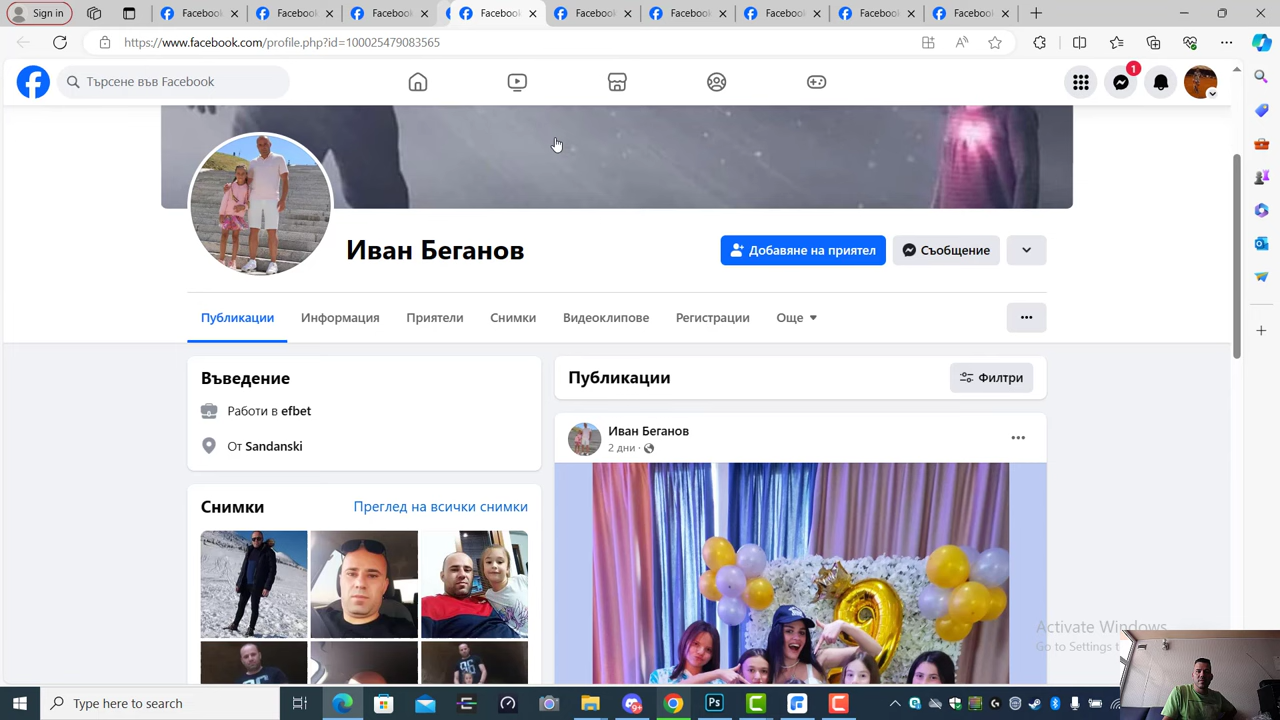 Sign in
Facebook
Facebook
Facebook
Facebook
Facebook
Facebook
Facebook
Facebook
Facebook
https://www.facebook.com/profile.php?id=100025479083565
Търсене във Facebook
1
Иван Беганов
Добавяне на приятел
Съобщение
Публикации
Информация
Приятели
Снимки
Видеоклипове
Регистрации
Още
Въведение
Работи в efbet
От Sandanski
Публикации
Филтри
Иван Беганов
2 дни
Снимки
Преглед на всички снимки
Activate Windows
Go to Settings t
Type here to search